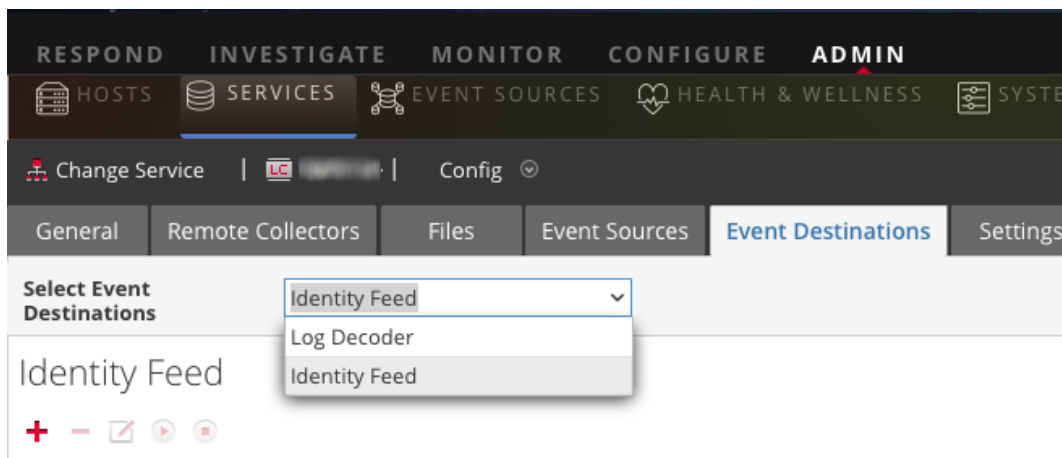 RESPOND INVESTIGATE MONITOR CONFIGURE ADMIN
HOSTS SERVICES EVENT SOURCES HEALTH & WELLNESS SYSTE
Change Service | LC | Config
General Remote Collectors Files Event Sources Event Destinations Settings
Select Event
Destinations
Identity Feed
Log Decoder
Identity Feed
Identity Feed